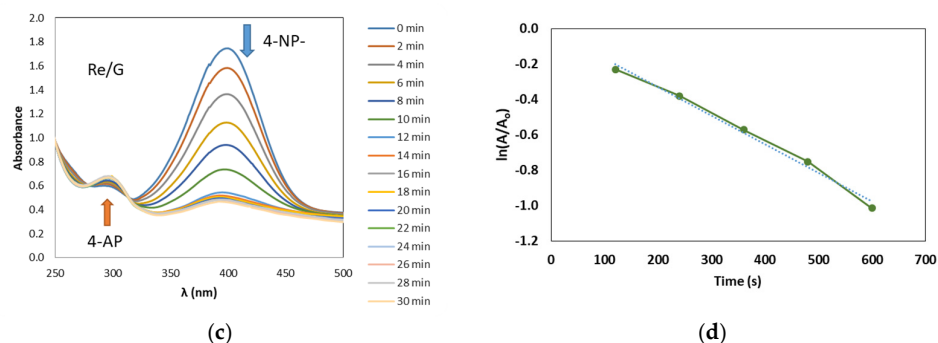 2.0
1.8
1.6
1.4
1.2
1.0
0.8
0.6
0.4
0.2
0.0
Absorbance
Re/G
4-NP-
4-AP
250
300
350
400
450
500
λ (nm)
0 min
2 min
4 min
6 min
8 min
10 min
12 min
14 min
16 min
18 min
20 min
22 min
24 min
26 min
28 min
30 min
(c)
0.0
-0.2
-0.4
-0.6
-0.8
-1.0
-1.2
ln(A/Ao)
0
100
200
300
400
500
600
700
Time (s)
(d)